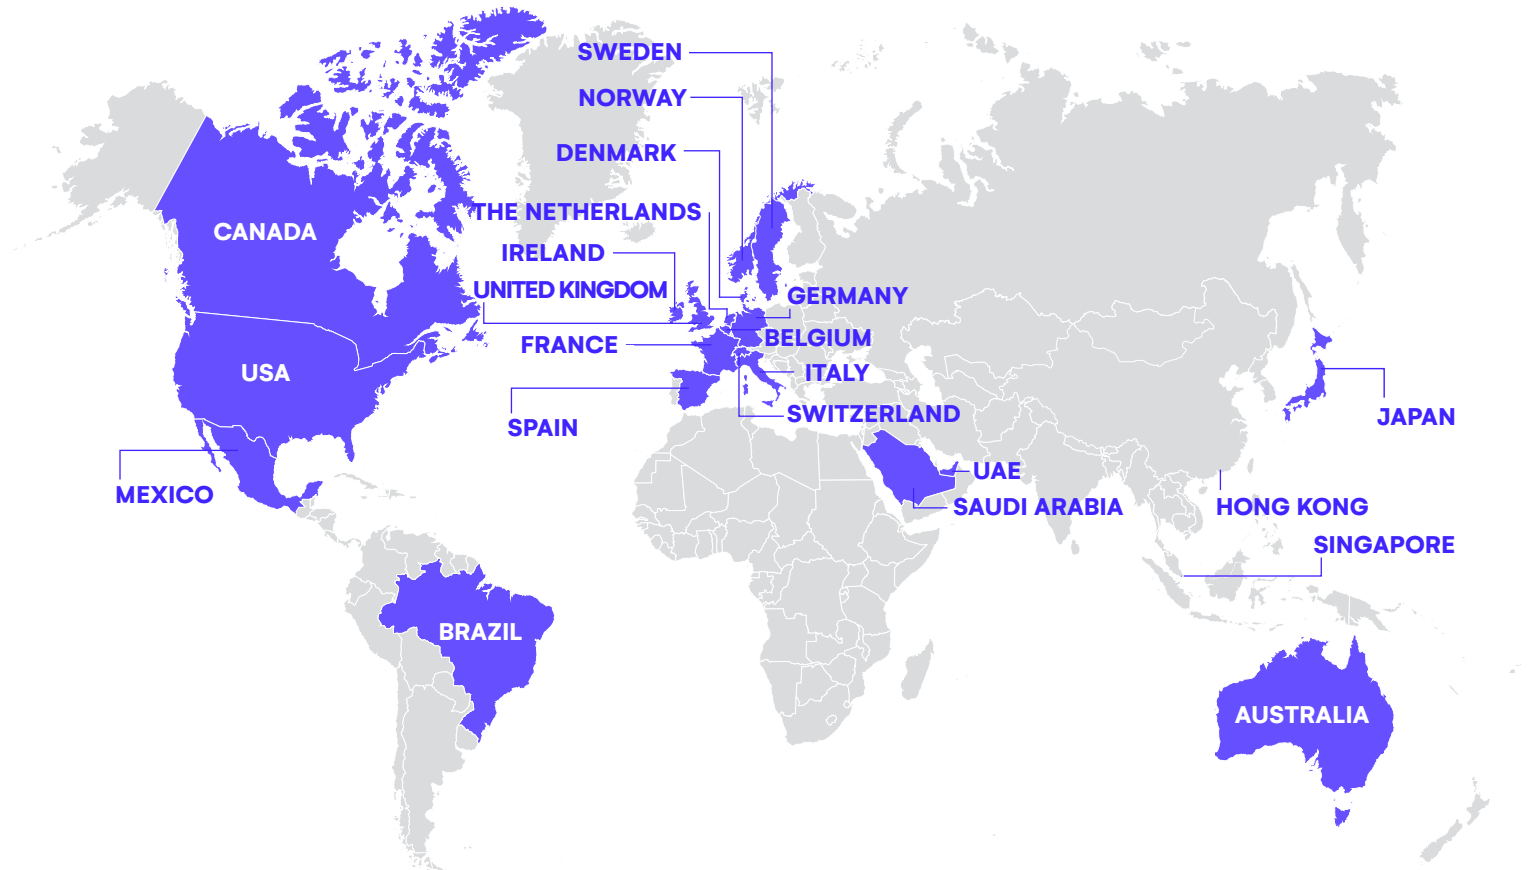 SWEDEN
NORWAY
DENMARK
THE NETHERLANDS
CANADA
IRELAND
UNITED KINGDOM
GERMANY
FRANCE
BELGIUM
USA
ITALY
SPAIN
SWITZERLAND
JAPAN
MEXICO
UAE
SAUDI ARABIA
HONG KONG
SINGAPORE
BRAZIL
AUSTRALIA